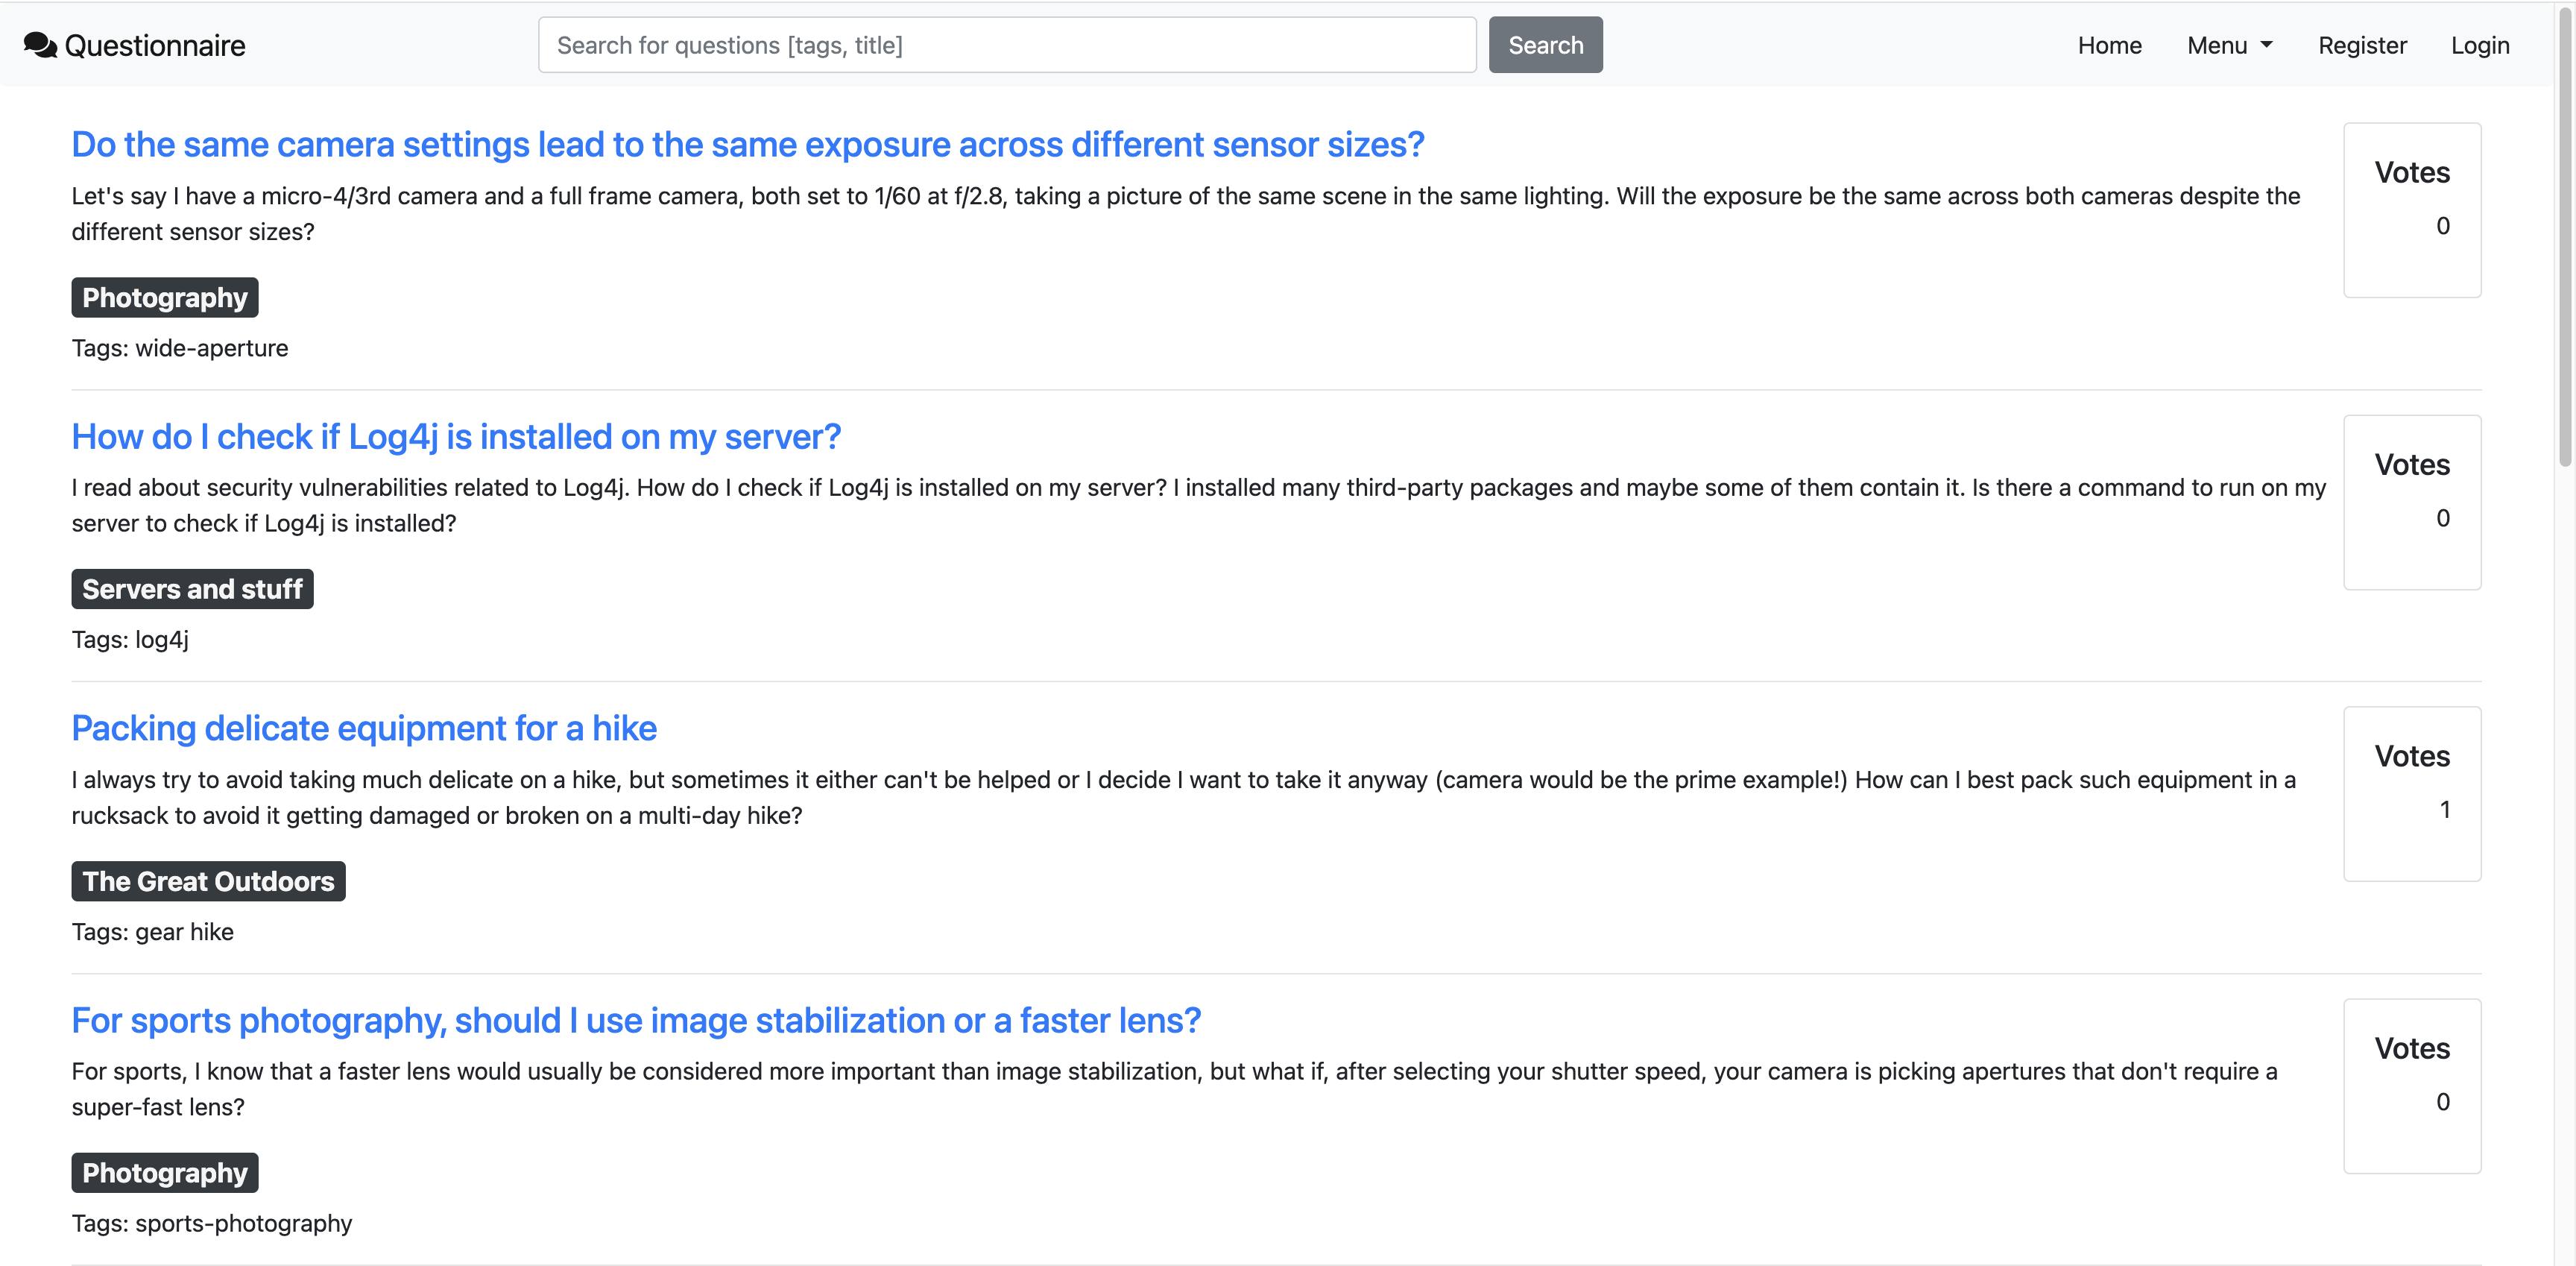 Questionnaire
Search for questions [tags, title]
Search
Home
Menu
Register
Login
Do the same camera settings lead to the same exposure across different sensor sizes?
Let's say I have a micro-4/3rd camera and a full frame camera, both set to 1/60 at f/2.8, taking a picture of the same scene in the same lighting. Will the exposure be the same across both cameras despite the
different sensor sizes?
Photography
Tags: wide-aperture
Votes
0
How do I check if Log4j is installed on my server?
I read about security vulnerabilities related to Log4j. How do I check if Log4j is installed on my server? I installed many third-party packages and maybe some of them contain it. Is there a command to run on my
server to check if Log4j is installed?
Servers and stuff
Tags: log4j
Votes
0
Packing delicate equipment for a hike
I always try to avoid taking much delicate on a hike, but sometimes it either can't be helped or I decide I want to take it anyway (camera would be the prime example!) How can I best pack such equipment in a
rucksack to avoid it getting damaged or broken on a multi-day hike?
The Great Outdoors
Tags: gear hike
Votes
1
For sports photography, should I use image stabilization or a faster lens?
For sports, I know that a faster lens would usually be considered more important than image stabilization, but what if, after selecting your shutter speed, your camera is picking apertures that don't require a
super-fast lens?
Photography
Tags: sports-photography
Votes
0